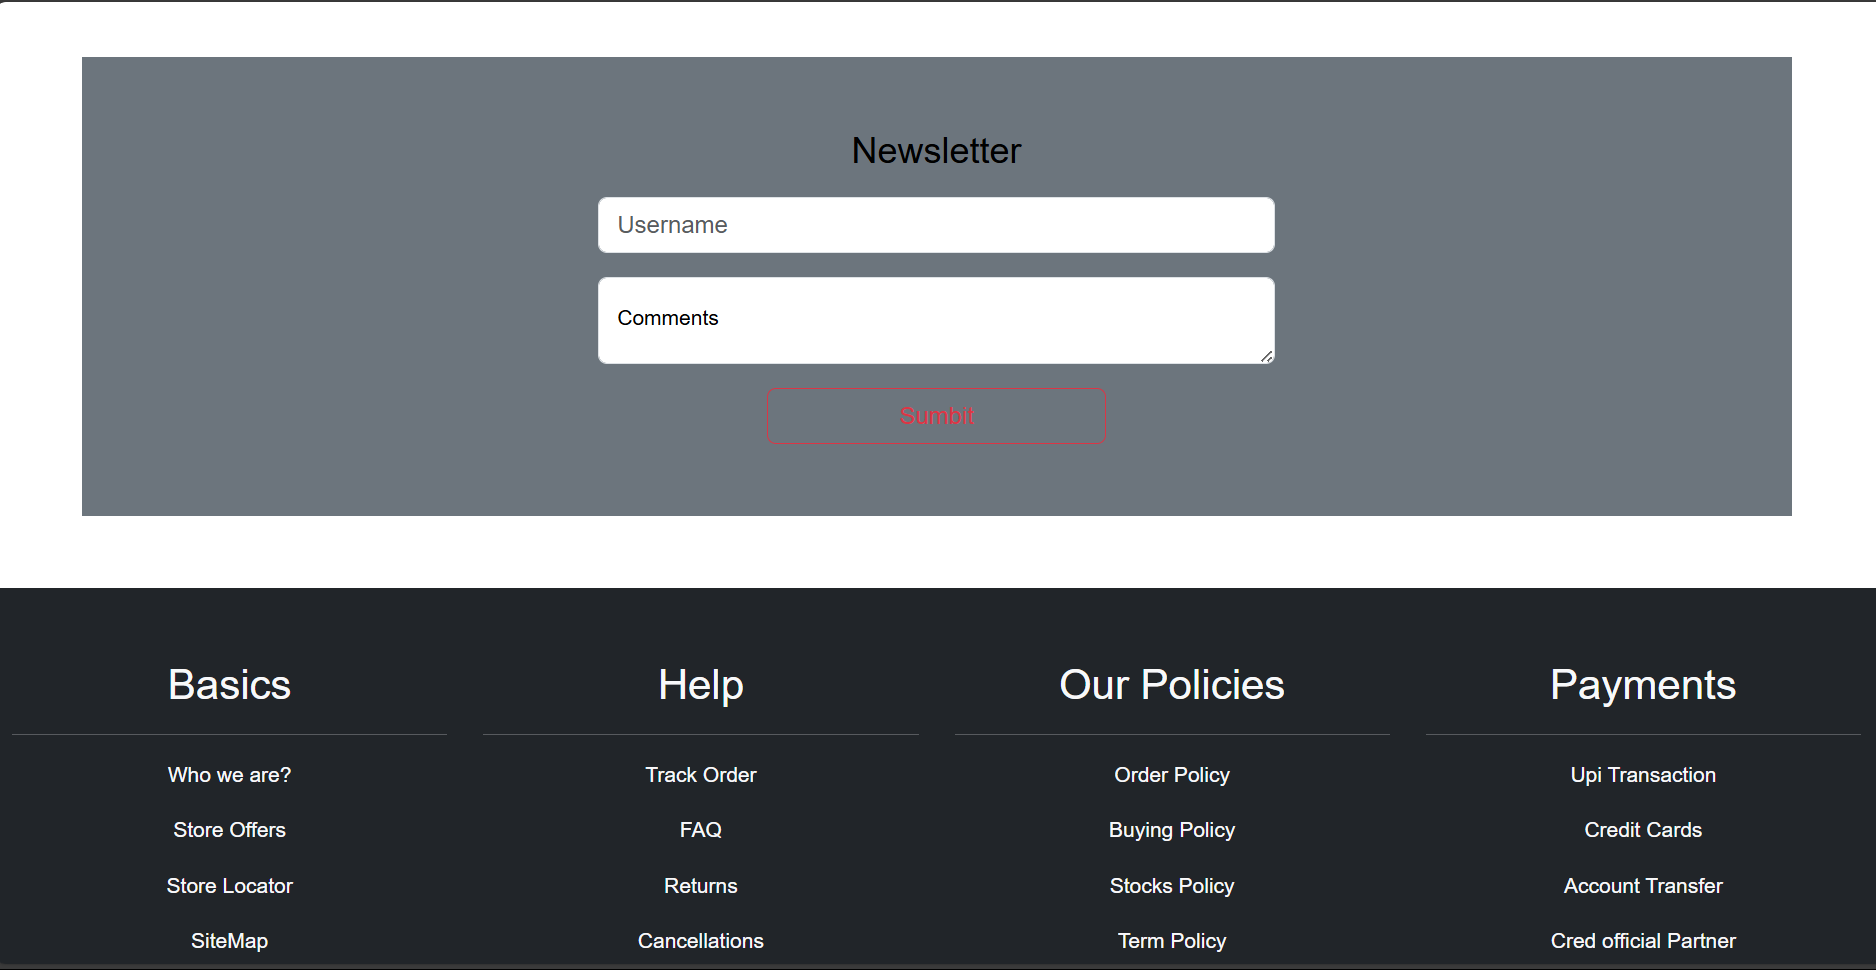 Newsletter
Username
Comments
Sumbit
Basics
Who we are?
Store Offers
Store Locator
SiteMap
Help
Track Order
FAQ
Returns
Cancellations
Our Policies
Order Policy
Buying Policy
Stocks Policy
Term Policy
Payments
Upi Transaction
Credit Cards
Account Transfer
Cred official Partner